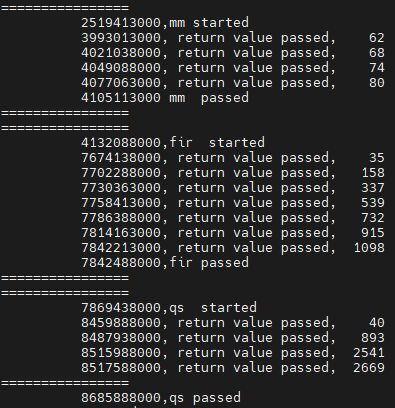 ================
2519413000,mm started
3993013000, return value passed,    62
4021038000, return value passed,    68
4049088000, return value passed,    74
4077063000, return value passed,    80
4105113000 mm  passed
================
================
4132088000,fir  started
7674138000, return value passed,    35
7702288000, return value passed,   158
7730363000, return value passed,   337
7758413000, return value passed,   539
7786388000, return value passed,   732
7814163000, return value passed,   915
7842213000, return value passed,  1098
7842488000,fir passed
================
================
7869438000,qs  started
8459888000, return value passed,    40
8487938000, return value passed,   893
8515988000, return value passed,  2541
8517588000, return value passed,  2669
================
8685888000,qs passed